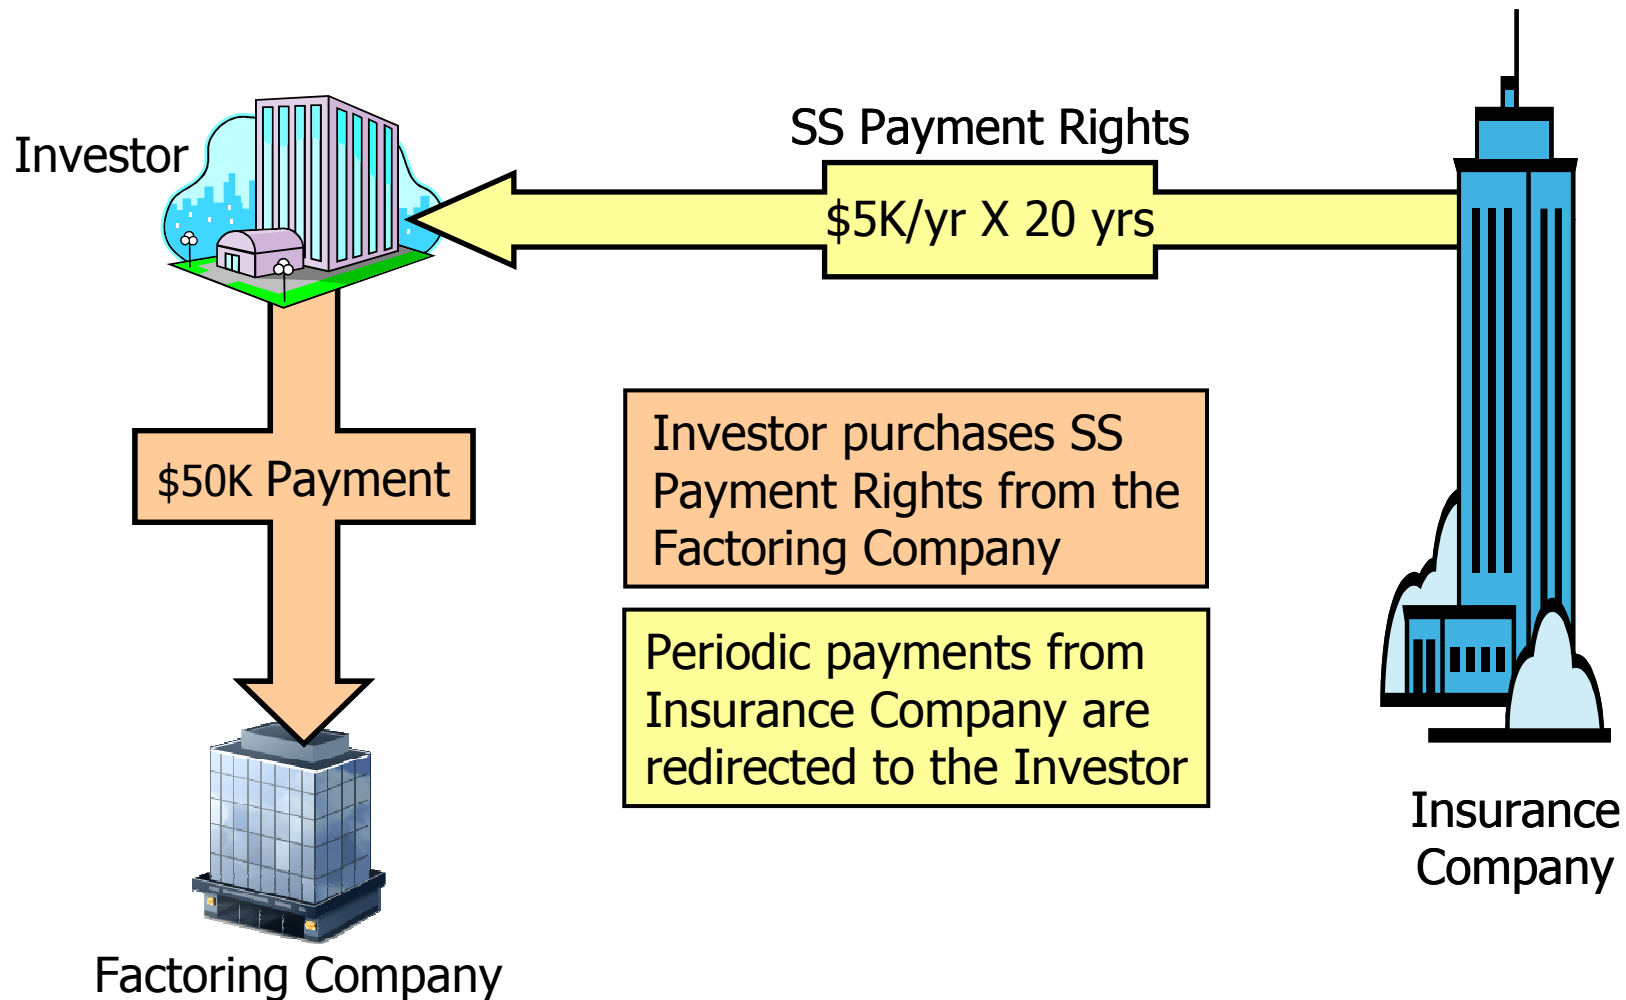 Investor
SS Payment Rights
$5K/yr X 20 yrs
$50K Payment
Investor purchases SS
Payment Rights from the
Factoring Company
Periodic payments from
Insurance Company are
redirected to the Investor
Insurance
Company
Factoring Company